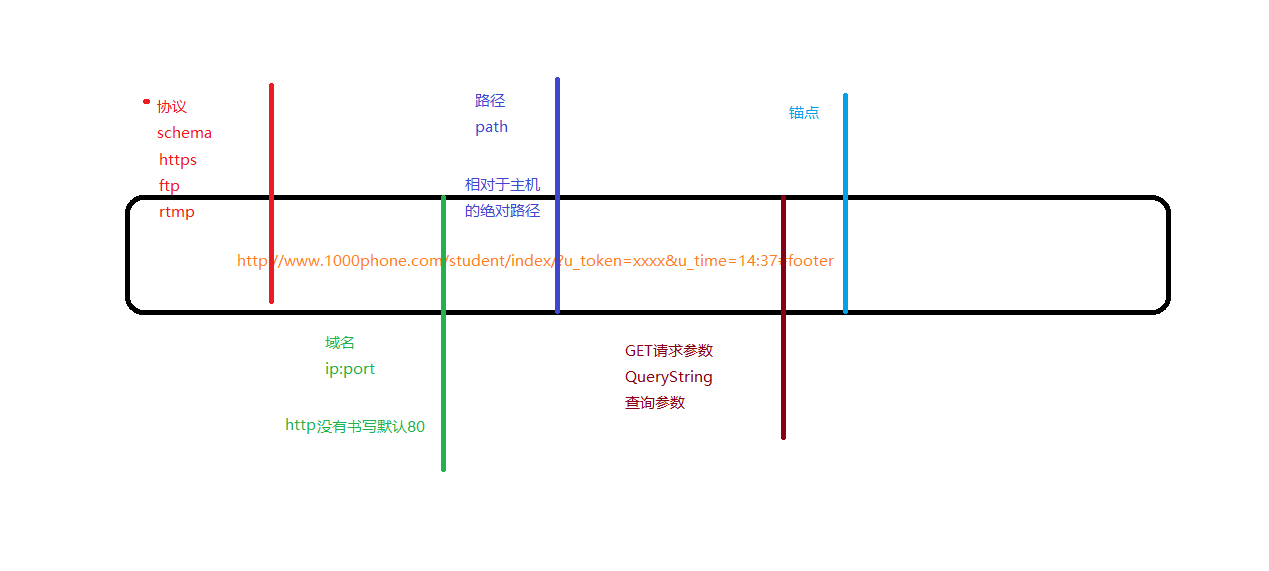 协议
schema
https
ftp
rtmp
路径
path
相对于主机
的绝对路径
锚点
http://www.1000phone.com/student/index/?u_token=xxxx&u_time=14:37#footer
域名
ip:port
http没有书写默认80
GET请求参数
QueryString
查询参数